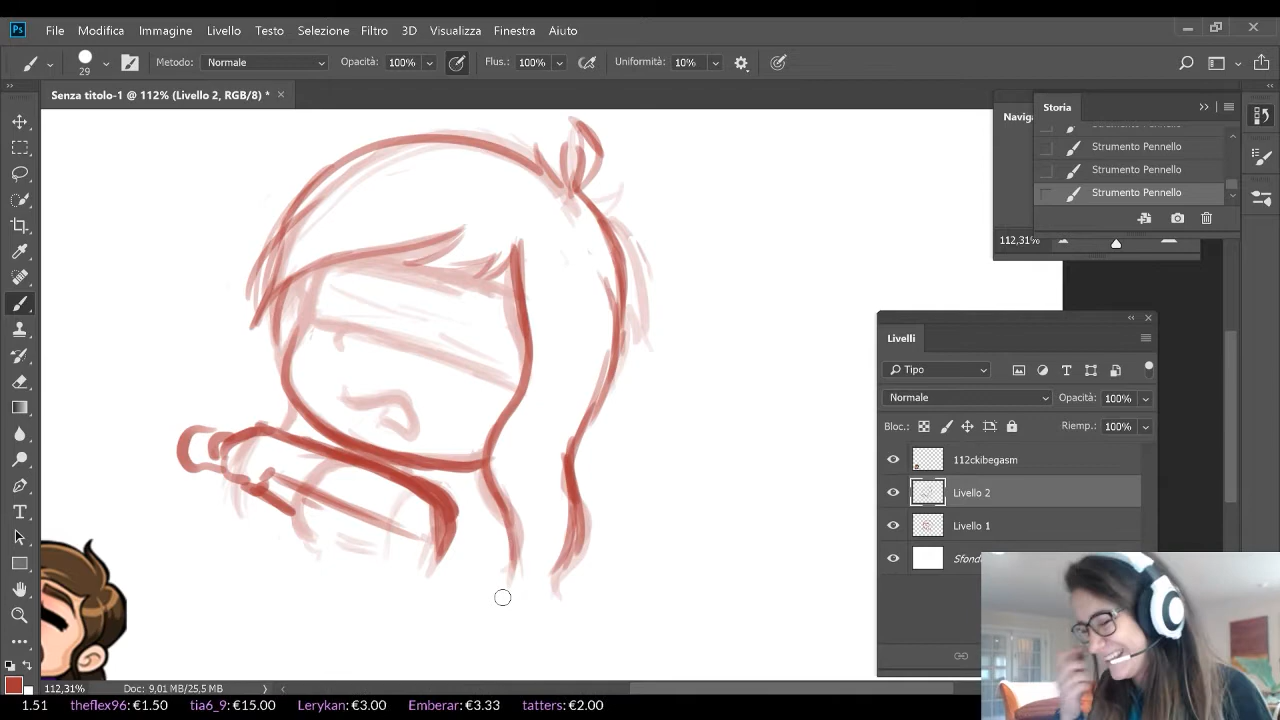 Ps File Modifica Immagine Livello Testo Selezione Filtro 3D Visualizza Finestra Aiuto
29 Metodo: Normale Opacità: 100% Flus.: 100% Uniformità: 10%
Senza titolo-1 @ 112% (Livello 2, RGB/8) * ×
Storia
Naviga
Strumento Pennello
Strumento Pennello
Strumento Pennello
Strumento Pennello
112,31%
Livelli
Tipo
Normale Opacità: 100%
Bloc.: Riemp.: 100%
112ckibegasm
Livello 2
Livello 1
Sfondo
112,31% Doc: 9,01 MB/25,5 MB
1.51 theflex96: €1.50 tia6_9: €15.00 Lerykan: €3.00 Emberar: €3.33 tatters: €2.00